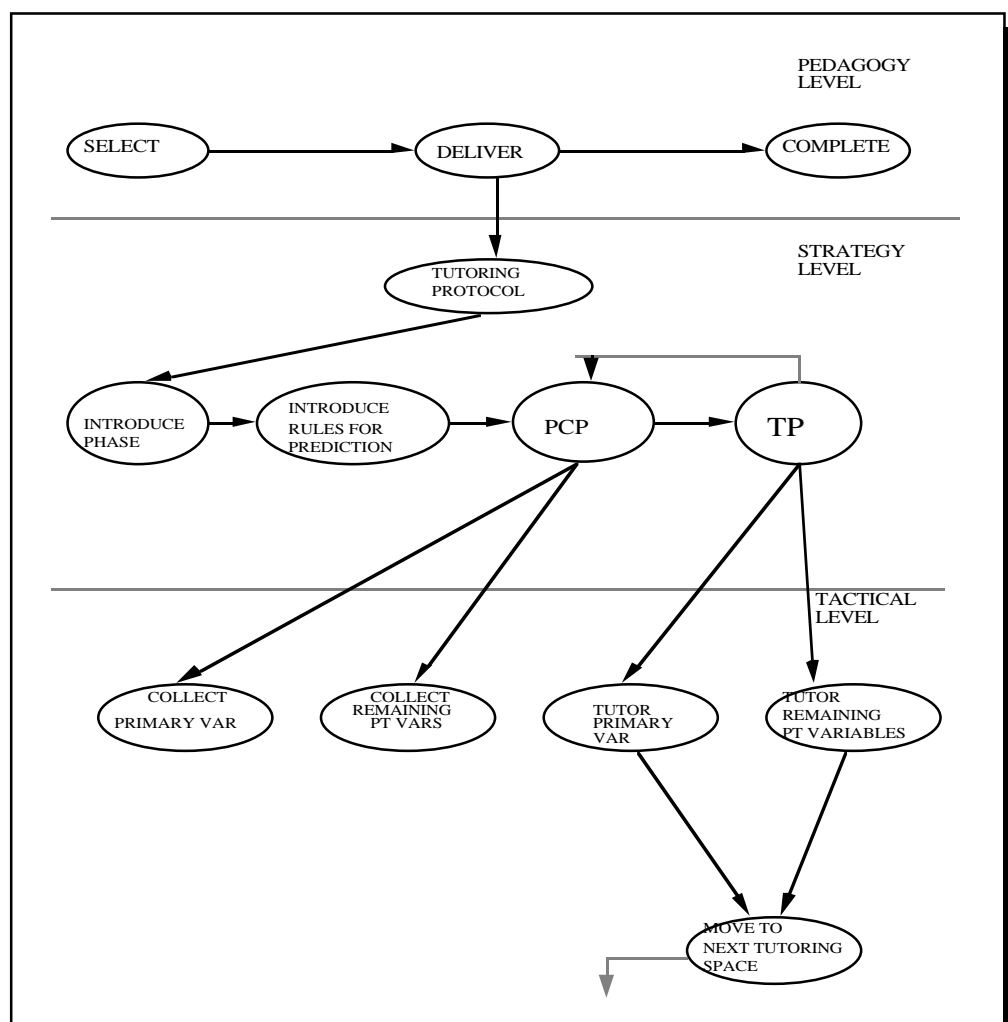 PEDAGOGY
LEVEL
SELECT
DELIVER
COMPLETE
STRATEGY
LEVEL
TUTORING
PROTOCOL
INTRODUCE
PHASE
INTRODUCE
RULES FOR
PREDICTION
PCP
TP
TACTICAL
LEVEL
COLLECT
PRIMARY VAR
COLLECT
REMAINING
PT VARS
TUTOR
PRIMARY
VAR
TUTOR
REMAINING
PT VARIABLES
MOVE TO
NEXT TUTORING
SPACE